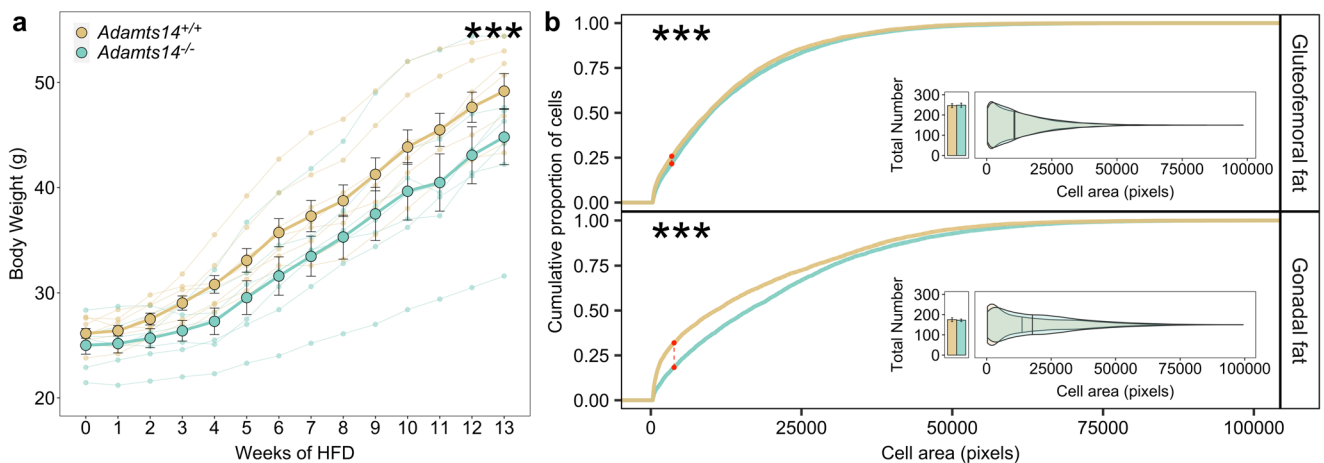 a
Adamts14+/+
Adamts14-/-
***
Body Weight (g)
50
40
30
20
0 1 2 3 4 5 6 7 8 9 10 11 12 13
Weeks of HFD
b
Cumulative proportion of cells
1.00
0.75
0.50
0.25
0.00
***
Total Number
300
200
100
0
0 25000 50000 75000 100000
Cell area (pixels)
Gluteofemoral fat
1.00
0.75
0.50
0.25
0.00
***
Total Number
300
200
100
0
0 25000 50000 75000 100000
Cell area (pixels)
Gonadal fat
0 25000 50000 75000 100000
Cell area (pixels)